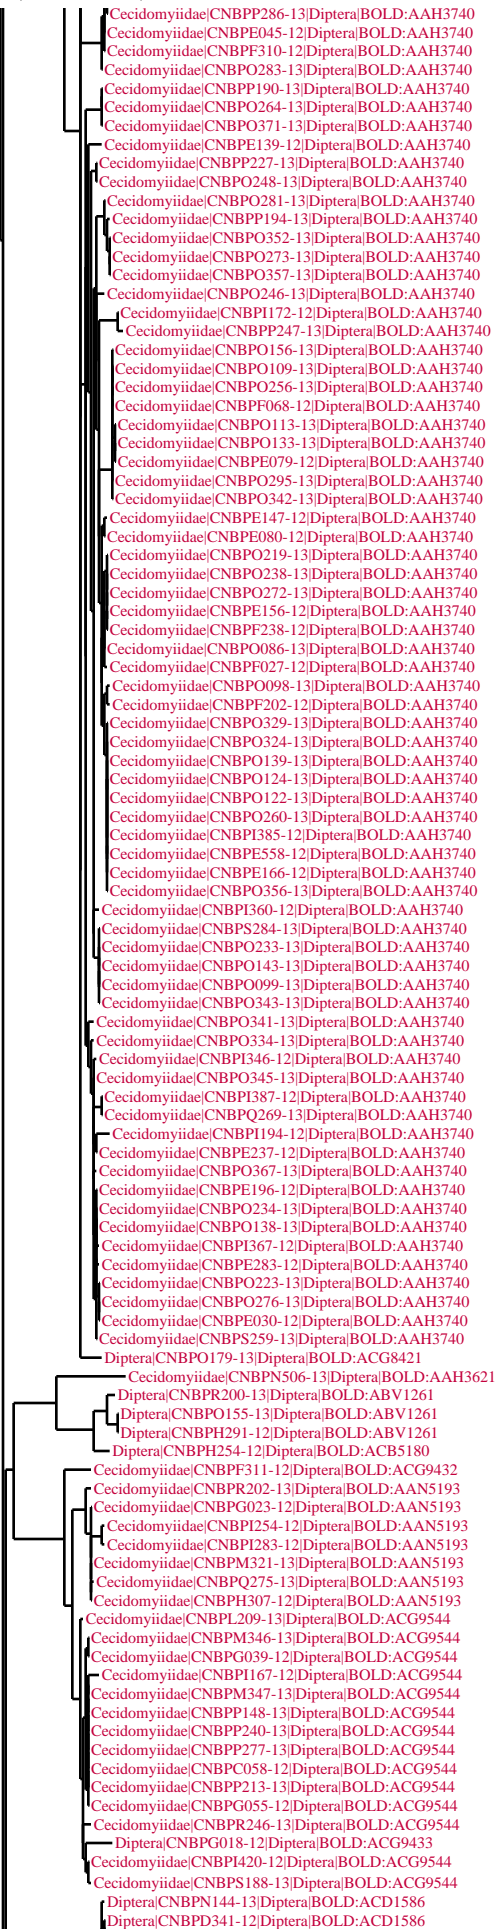 Cecidomyiidae|CNBPP286-13|Diptera|BOLD:AAH3740
Cecidomyiidae|CNBPE045-12|Diptera|BOLD:AAH3740
Cecidomyiidae|CNBPF310-12|Diptera|BOLD:AAH3740
Cecidomyiidae|CNBPO283-13|Diptera|BOLD:AAH3740
Cecidomyiidae|CNBPP190-13|Diptera|BOLD:AAH3740
Cecidomyiidae|CNBPO264-13|Diptera|BOLD:AAH3740
Cecidomyiidae|CNBPO371-13|Diptera|BOLD:AAH3740
Cecidomyiidae|CNBPE139-12|Diptera|BOLD:AAH3740
Cecidomyiidae|CNBPP227-13|Diptera|BOLD:AAH3740
Cecidomyiidae|CNBPO248-13|Diptera|BOLD:AAH3740
Cecidomyiidae|CNBPO281-13|Diptera|BOLD:AAH3740
Cecidomyiidae|CNBPP194-13|Diptera|BOLD:AAH3740
Cecidomyiidae|CNBPO352-13|Diptera|BOLD:AAH3740
Cecidomyiidae|CNBPO273-13|Diptera|BOLD:AAH3740
Cecidomyiidae|CNBPO357-13|Diptera|BOLD:AAH3740
Cecidomyiidae|CNBPO246-13|Diptera|BOLD:AAH3740
Cecidomyiidae|CNBPI172-12|Diptera|BOLD:AAH3740
Cecidomyiidae|CNBPP247-13|Diptera|BOLD:AAH3740
Cecidomyiidae|CNBPO156-13|Diptera|BOLD:AAH3740
Cecidomyiidae|CNBPO109-13|Diptera|BOLD:AAH3740
Cecidomyiidae|CNBPO256-13|Diptera|BOLD:AAH3740
Cecidomyiidae|CNBPF068-12|Diptera|BOLD:AAH3740
Cecidomyiidae|CNBPO113-13|Diptera|BOLD:AAH3740
Cecidomyiidae|CNBPO133-13|Diptera|BOLD:AAH3740
Cecidomyiidae|CNBPE079-12|Diptera|BOLD:AAH3740
Cecidomyiidae|CNBPO295-13|Diptera|BOLD:AAH3740
Cecidomyiidae|CNBPO342-13|Diptera|BOLD:AAH3740
Cecidomyiidae|CNBPE147-12|Diptera|BOLD:AAH3740
Cecidomyiidae|CNBPE080-12|Diptera|BOLD:AAH3740
Cecidomyiidae|CNBPO219-13|Diptera|BOLD:AAH3740
Cecidomyiidae|CNBPO238-13|Diptera|BOLD:AAH3740
Cecidomyiidae|CNBPO272-13|Diptera|BOLD:AAH3740
Cecidomyiidae|CNBPE156-12|Diptera|BOLD:AAH3740
Cecidomyiidae|CNBPF238-12|Diptera|BOLD:AAH3740
Cecidomyiidae|CNBPO086-13|Diptera|BOLD:AAH3740
Cecidomyiidae|CNBPF027-12|Diptera|BOLD:AAH3740
Cecidomyiidae|CNBPO098-13|Diptera|BOLD:AAH3740
Cecidomyiidae|CNBPF202-12|Diptera|BOLD:AAH3740
Cecidomyiidae|CNBPO329-13|Diptera|BOLD:AAH3740
Cecidomyiidae|CNBPO324-13|Diptera|BOLD:AAH3740
Cecidomyiidae|CNBPO139-13|Diptera|BOLD:AAH3740
Cecidomyiidae|CNBPO124-13|Diptera|BOLD:AAH3740
Cecidomyiidae|CNBPO122-13|Diptera|BOLD:AAH3740
Cecidomyiidae|CNBPO260-13|Diptera|BOLD:AAH3740
Cecidomyiidae|CNBPI385-12|Diptera|BOLD:AAH3740
Cecidomyiidae|CNBPE558-12|Diptera|BOLD:AAH3740
Cecidomyiidae|CNBPE166-12|Diptera|BOLD:AAH3740
Cecidomyiidae|CNBPO356-13|Diptera|BOLD:AAH3740
Cecidomyiidae|CNBPI360-12|Diptera|BOLD:AAH3740
Cecidomyiidae|CNBPS284-13|Diptera|BOLD:AAH3740
Cecidomyiidae|CNBPO233-13|Diptera|BOLD:AAH3740
Cecidomyiidae|CNBPO143-13|Diptera|BOLD:AAH3740
Cecidomyiidae|CNBPO099-13|Diptera|BOLD:AAH3740
Cecidomyiidae|CNBPO343-13|Diptera|BOLD:AAH3740
Cecidomyiidae|CNBPO341-13|Diptera|BOLD:AAH3740
Cecidomyiidae|CNBPO334-13|Diptera|BOLD:AAH3740
Cecidomyiidae|CNBPI346-12|Diptera|BOLD:AAH3740
Cecidomyiidae|CNBPO345-13|Diptera|BOLD:AAH3740
Cecidomyiidae|CNBPI387-12|Diptera|BOLD:AAH3740
Cecidomyiidae|CNBPQ269-13|Diptera|BOLD:AAH3740
Cecidomyiidae|CNBPI194-12|Diptera|BOLD:AAH3740
Cecidomyiidae|CNBPE237-12|Diptera|BOLD:AAH3740
Cecidomyiidae|CNBPO367-13|Diptera|BOLD:AAH3740
Cecidomyiidae|CNBPE196-12|Diptera|BOLD:AAH3740
Cecidomyiidae|CNBPO234-13|Diptera|BOLD:AAH3740
Cecidomyiidae|CNBPO138-13|Diptera|BOLD:AAH3740
Cecidomyiidae|CNBPI367-12|Diptera|BOLD:AAH3740
Cecidomyiidae|CNBPE283-12|Diptera|BOLD:AAH3740
Cecidomyiidae|CNBPO223-13|Diptera|BOLD:AAH3740
Cecidomyiidae|CNBPO276-13|Diptera|BOLD:AAH3740
Cecidomyiidae|CNBPE030-12|Diptera|BOLD:AAH3740
Cecidomyiidae|CNBPS259-13|Diptera|BOLD:AAH3740
Diptera|CNBPO179-13|Diptera|BOLD:ACG8421
Cecidomyiidae|CNBPN506-13|Diptera|BOLD:AAH3621
Diptera|CNBPR200-13|Diptera|BOLD:ABV1261
Diptera|CNBPO155-13|Diptera|BOLD:ABV1261
Diptera|CNBPH291-12|Diptera|BOLD:ABV1261
Diptera|CNBPH254-12|Diptera|BOLD:ACB5180
Cecidomyiidae|CNBPF311-12|Diptera|BOLD:ACG9432
Cecidomyiidae|CNBPR202-13|Diptera|BOLD:AAN5193
Cecidomyiidae|CNBPG023-12|Diptera|BOLD:AAN5193
Cecidomyiidae|CNBPI254-12|Diptera|BOLD:AAN5193
Cecidomyiidae|CNBPI283-12|Diptera|BOLD:AAN5193
Cecidomyiidae|CNBPM321-13|Diptera|BOLD:AAN5193
Cecidomyiidae|CNBPQ275-13|Diptera|BOLD:AAN5193
Cecidomyiidae|CNBPH307-12|Diptera|BOLD:AAN5193
Cecidomyiidae|CNBPL209-13|Diptera|BOLD:ACG9544
Cecidomyiidae|CNBPM346-13|Diptera|BOLD:ACG9544
Cecidomyiidae|CNBPG039-12|Diptera|BOLD:ACG9544
Cecidomyiidae|CNBPI167-12|Diptera|BOLD:ACG9544
Cecidomyiidae|CNBPM347-13|Diptera|BOLD:ACG9544
Cecidomyiidae|CNBPP148-13|Diptera|BOLD:ACG9544
Cecidomyiidae|CNBPP240-13|Diptera|BOLD:ACG9544
Cecidomyiidae|CNBPP277-13|Diptera|BOLD:ACG9544
Cecidomyiidae|CNBPC058-12|Diptera|BOLD:ACG9544
Cecidomyiidae|CNBPP213-13|Diptera|BOLD:ACG9544
Cecidomyiidae|CNBPG055-12|Diptera|BOLD:ACG9544
Cecidomyiidae|CNBPR246-13|Diptera|BOLD:ACG9544
Diptera|CNBPG018-12|Diptera|BOLD:ACG9433
Cecidomyiidae|CNBPI420-12|Diptera|BOLD:ACG9544
Cecidomyiidae|CNBPS188-13|Diptera|BOLD:ACG9544
Diptera|CNBPN144-13|Diptera|BOLD:ACD1586
Diptera|CNBPD341-12|Diptera|BOLD:ACD1586